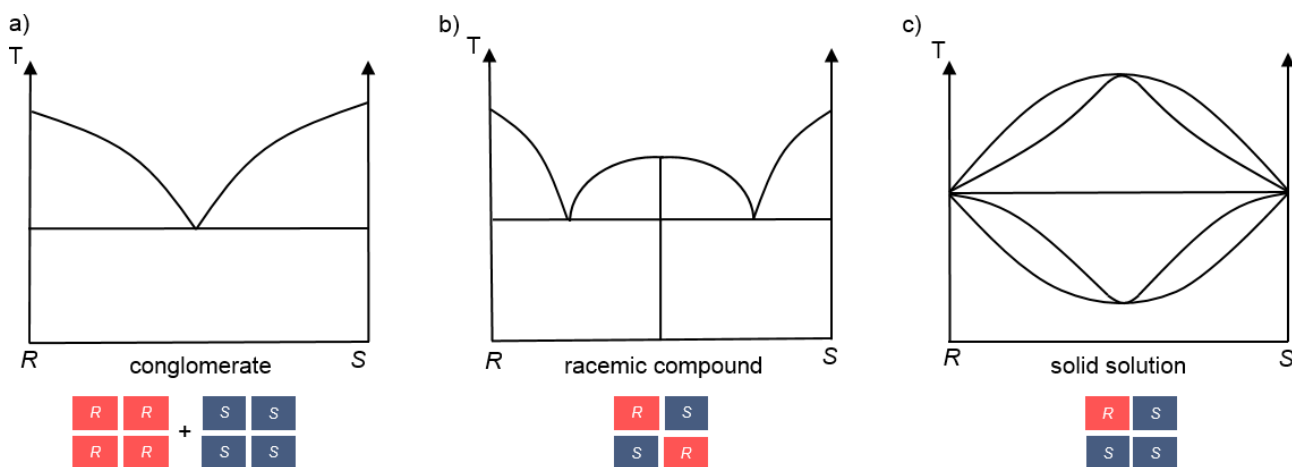 a)
T
R
S
conglomerate
R R
R R
+
S S
S S
b)
T
R
S
racemic compound
R S
S R
c)
T
R
S
solid solution
R S
S S